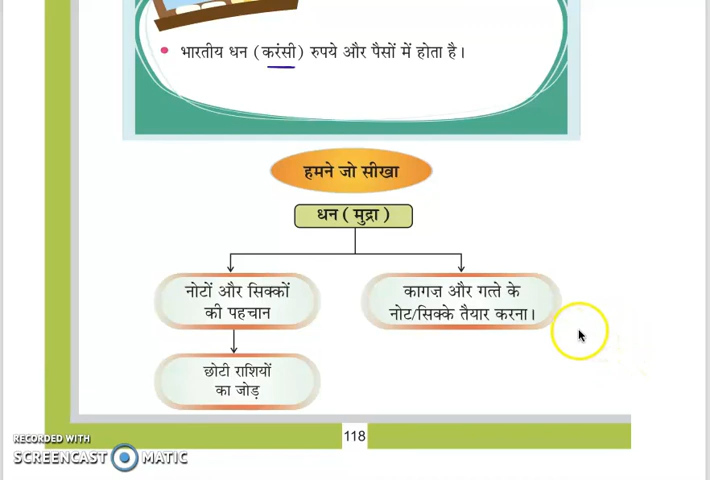 भारतीय धन (करंसी) रुपये और पैसों में होता है।
हमने जो सीखा
धन (मुद्रा)
नोटों और सिक्कों
की पहचान
कागज़ और गत्ते के
नोट/सिक्के तैयार करना।
छोटी राशियों
का जोड़
118
RECORDED WITH
SCREENCAST MATIC